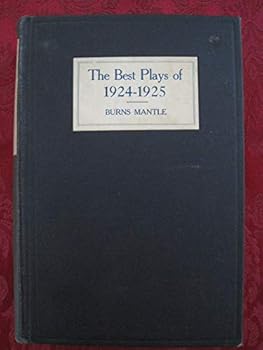 The Best Plays of
1924-1925
BURNS MANTLE